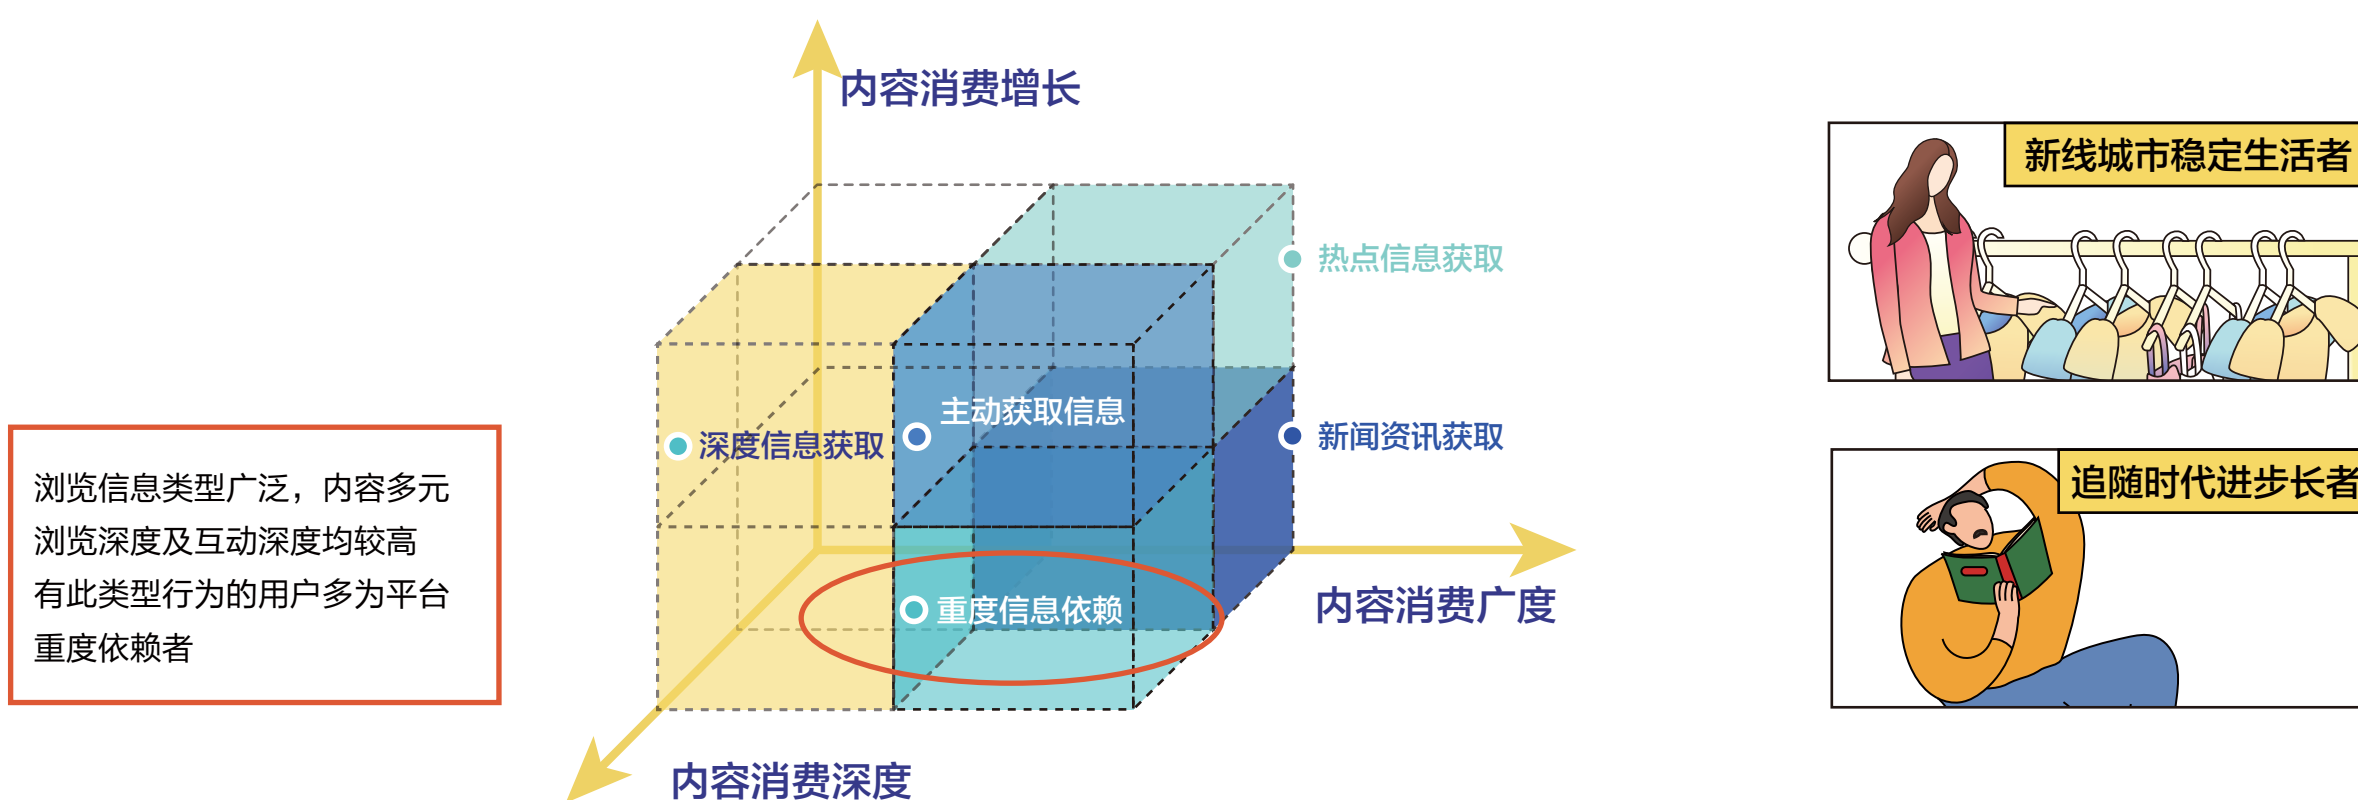 内容消费增长
新线城市稳定生活者
热点信息获取
主动获取信息
深度信息获取
新闻资讯获取
浏览信息类型广泛，内容多元
浏览深度及互动深度均较高
有此类型行为的用户多为平台
重度依赖者
追随时代进步长者
重度信息依赖
内容消费广度
内容消费深度